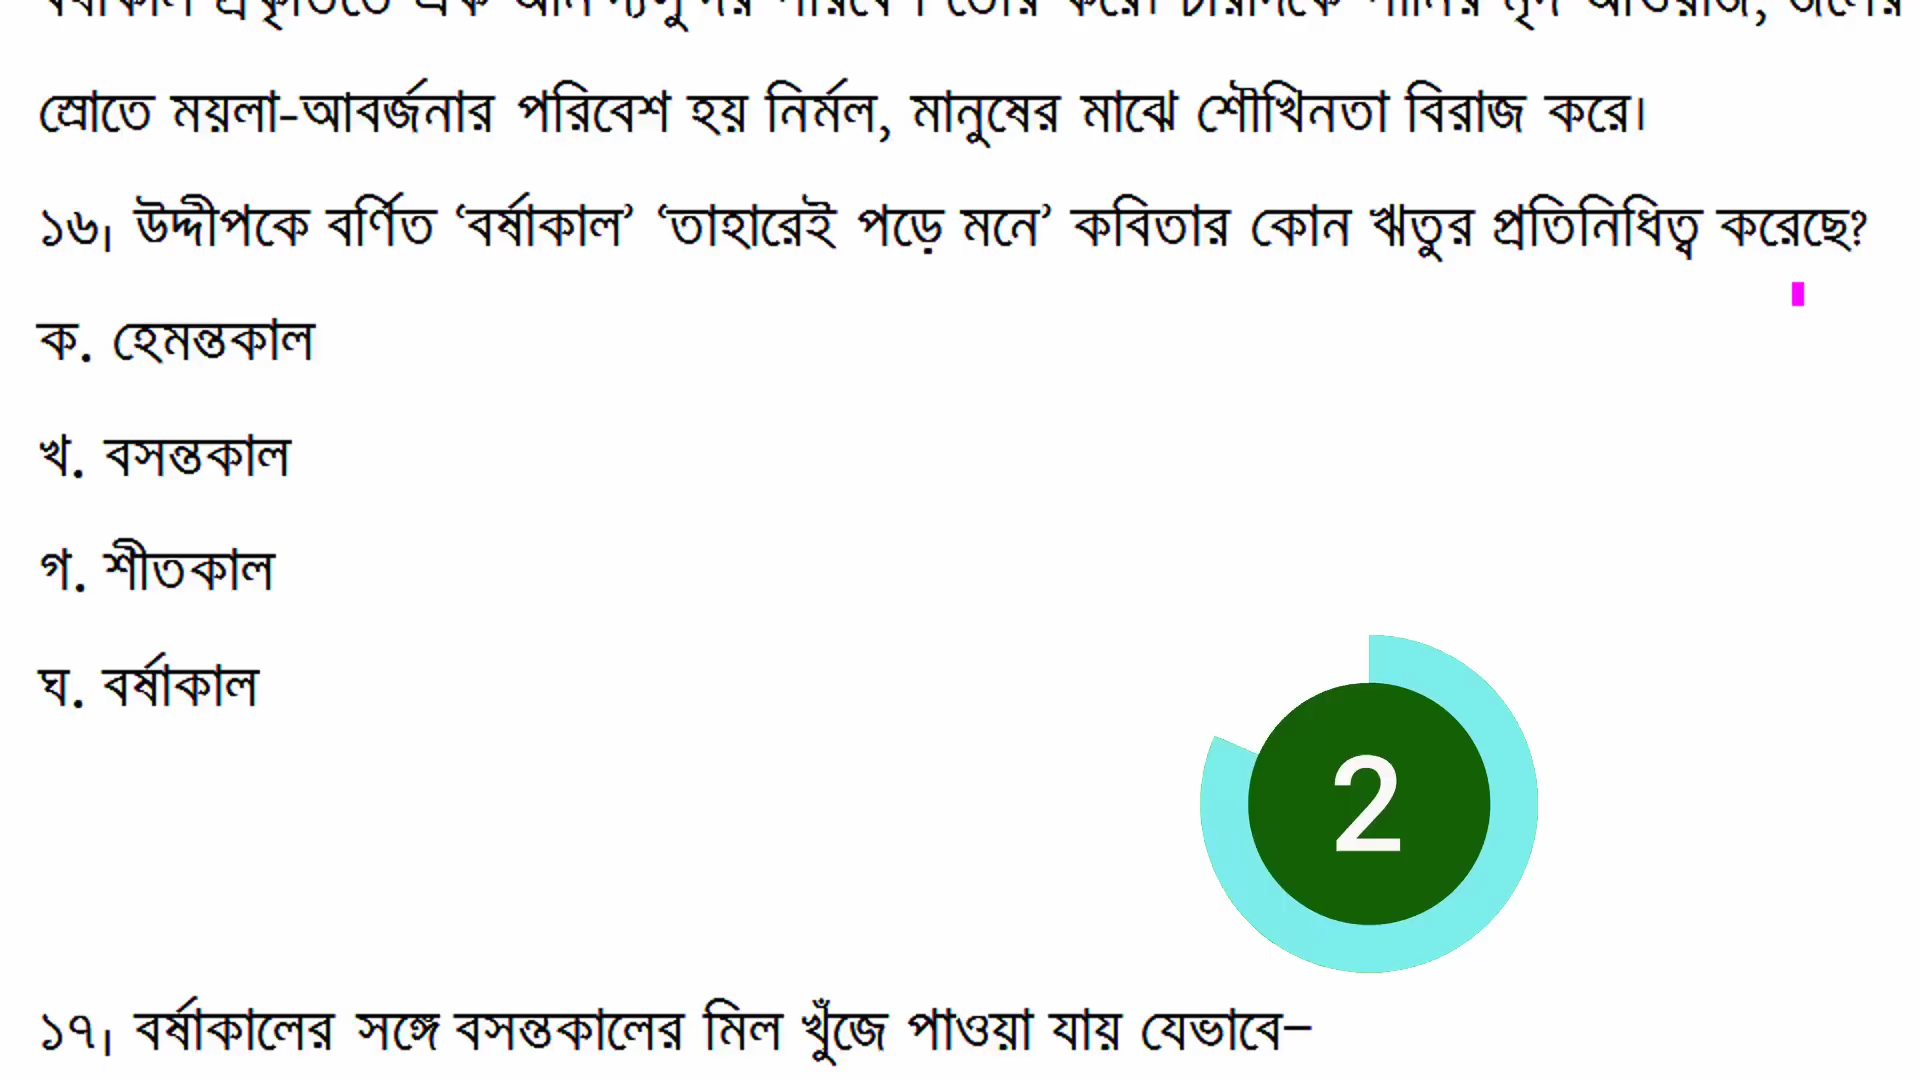 স্রোতে ময়লা-আবর্জনার পরিবেশ হয় নির্মল, মানুষের মাঝে শৌখিনতা বিরাজ করে।
১৬। উদ্দীপকে বর্ণিত ‘বর্ষাকাল’ ‘তাহারেই পড়ে মনে’ কবিতার কোন ঋতুর প্রতিনিধিত্ব করেছে?
ক. হেমন্তকাল
খ. বসন্তকাল
গ. শীতকাল
ঘ. বর্ষাকাল
2
১৭। বর্ষাকালের সঙ্গে বসন্তকালের মিল খুঁজে পাওয়া যায় যেভাবে–